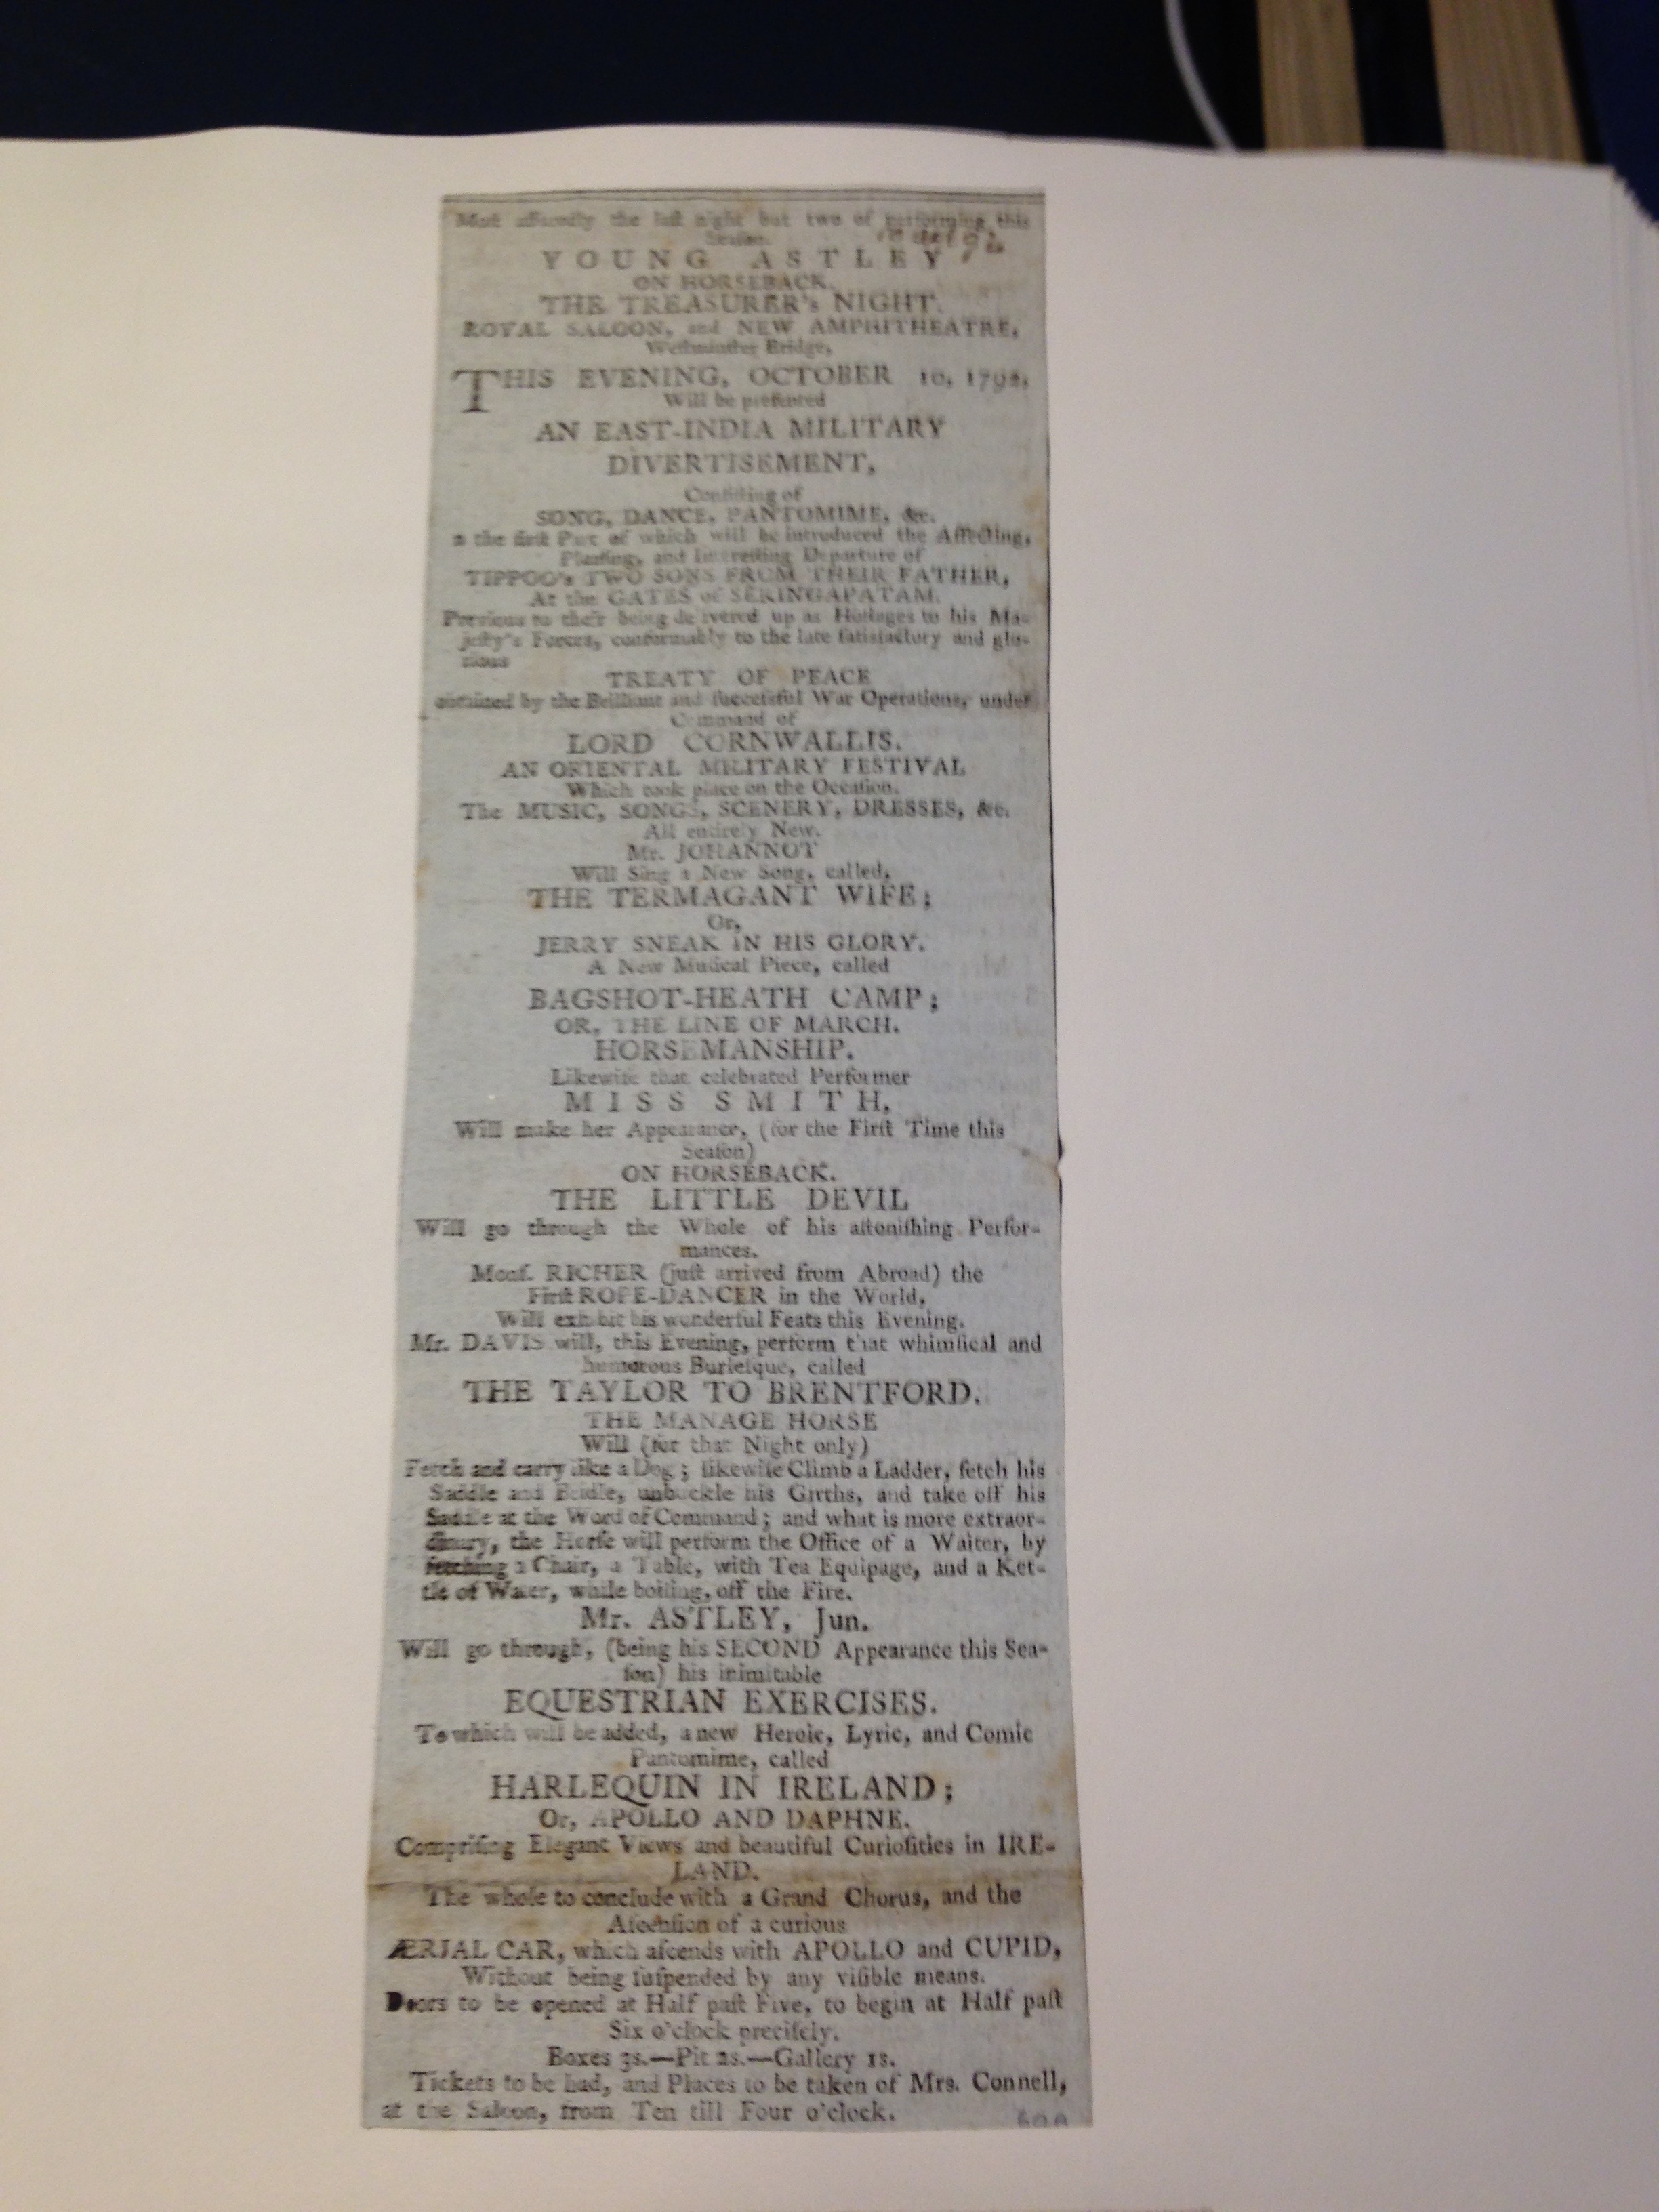 Most assuredly the last night but two of performing this
Season.
YOUNG ASTLEY
ON HORSEBACK.
THE TREASURER's NIGHT.
ROYAL SALOON, and NEW AMPHITHEATRE,
Westminster Bridge,
THIS EVENING, OCTOBER 10, 1792,
Will be presented
AN EAST-INDIA MILITARY
DIVERTISEMENT,
Consisting of
SONG, DANCE, PANTOMIME, &c.
n the first Part of which will be introduced the Affecting,
Pleasing, and Interesting Departure of
TIPPOO's TWO SONS FROM THEIR FATHER,
At the GATES of SERINGAPATAM.
Previous to their being delivered up as Hostages to his Ma-
jesty's Forces, conformably to the late satisfactory and glo-
rious
TREATY OF PEACE
obtained by the Brilliant and successful War Operations, under
Command of
LORD CORNWALLIS.
AN ORIENTAL MILITARY FESTIVAL
Which took place on the Occasion.
The MUSIC, SONGS, SCENERY, DRESSES, &c.
All entirely New.
Mr. JOHANNOT
Will Sing a New Song, called,
THE TERMAGANT WIFE;
Or,
JERRY SNEAK IN HIS GLORY.
A New Musical Piece, called
BAGSHOT-HEATH CAMP;
OR, THE LINE OF MARCH.
HORSEMANSHIP.
Likewise that celebrated Performer
MISS SMITH,
Will make her Appearance, (for the First Time this
Season)
ON HORSEBACK.
THE LITTLE DEVIL
Will go through the Whole of his astonishing Perfor-
mances.
Mons. RICHER (just arrived from Abroad) the
First ROPE-DANCER in the World,
Will exhibit his wonderful Feats this Evening.
Mr. DAVIS will, this Evening, perform that whimsical and
humorous Burlesque, called
THE TAYLOR TO BRENTFORD.
THE MANAGE HORSE
Will (for that Night only)
Fetch and carry like a Dog; likewise Climb a Ladder, fetch his
Saddle and Bridle, unbuckle his Girths, and take off his
Saddle at the Word of Command; and what is more extraor-
dinary, the Horse will perform the Office of a Waiter, by
fetching a Chair, a Table, with Tea Equipage, and a Ket-
tle of Water, while boiling, off the Fire.
Mr. ASTLEY, Jun.
Will go through, (being his SECOND Appearance this Sea-
son) his inimitable
EQUESTRIAN EXERCISES.
To which will be added, a new Heroic, Lyric, and Comic
Pantomime, called
HARLEQUIN IN IRELAND;
Or, APOLLO AND DAPHNE.
Comprising Elegant Views and beautiful Curiosities in IRE-
LAND.
The whole to conclude with a Grand Chorus, and the
Ascension of a curious
ÆRIAL CAR, which ascends with APOLLO and CUPID,
Without being suspended by any visible means.
Doors to be opened at Half past Five, to begin at Half past
Six o'clock precisely.
Boxes 3s.—Pit 2s.—Gallery 1s.
Tickets to be had, and Places to be taken of Mrs. Connell,
at the Saloon, from Ten till Four o'clock.